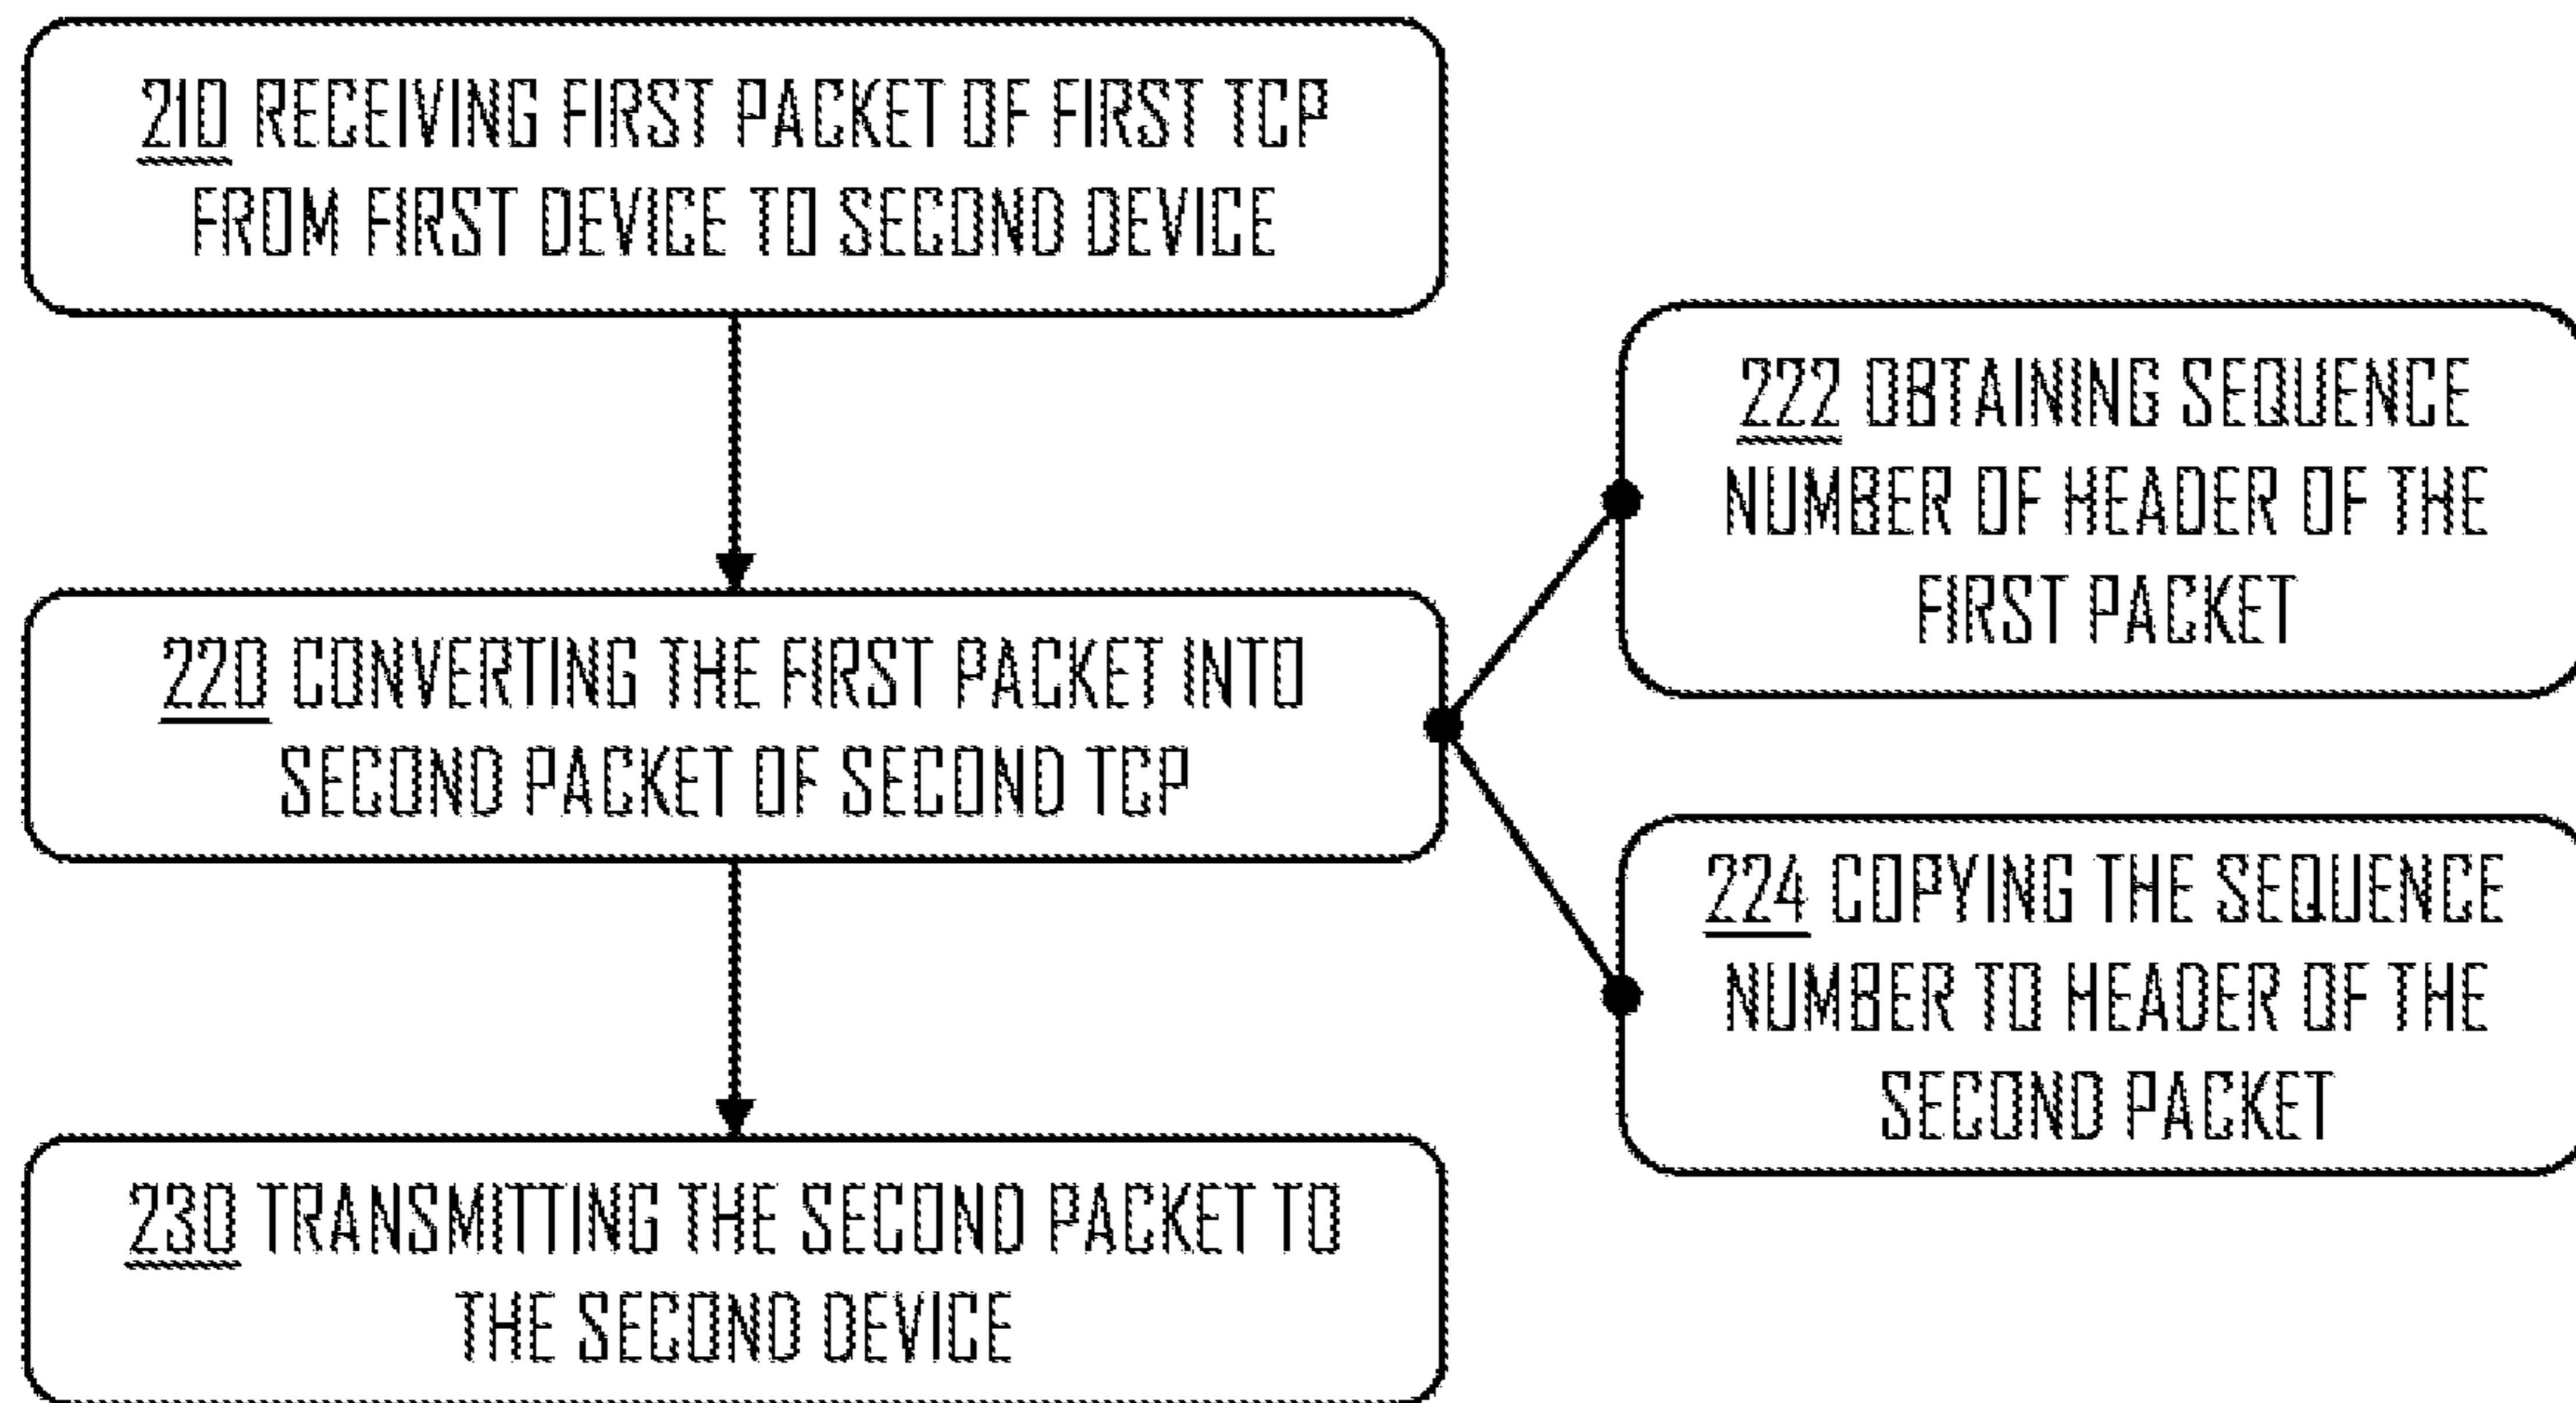 210 RECEIVING FIRST PACKET OF FIRST TCP
FROM FIRST DEVICE TO SECOND DEVICE
220 CONVERTING THE FIRST PACKET INTO
SECOND PACKET OF SECOND TCP
222 OBTAINING SEQUENCE
NUMBER OF HEADER OF THE
FIRST PACKET
224 COPYING THE SEQUENCE
NUMBER TO HEADER OF THE
SECOND PACKET
230 TRANSMITTING THE SECOND PACKET TO
THE SECOND DEVICE